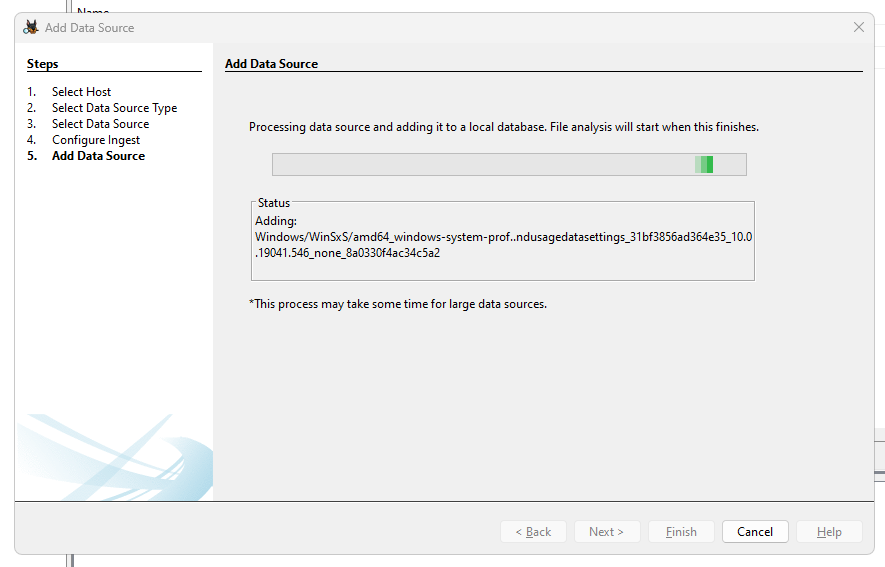 Name
Add Data Source
Steps
Add Data Source
1. Select Host
2. Select Data Source Type
3. Select Data Source
4. Configure Ingest
5. Add Data Source
Processing data source and adding it to a local database. File analysis will start when this finishes.
Status
Adding:
Windows/WinSxS/amd64_windows-system-prof..ndusagedatasettings_31bf3856ad364e35_10.0
.19041.546_none_8a0330f4ac34c5a2
*This process may take some time for large data sources.
< Back
Next >
Finish
Cancel
Help